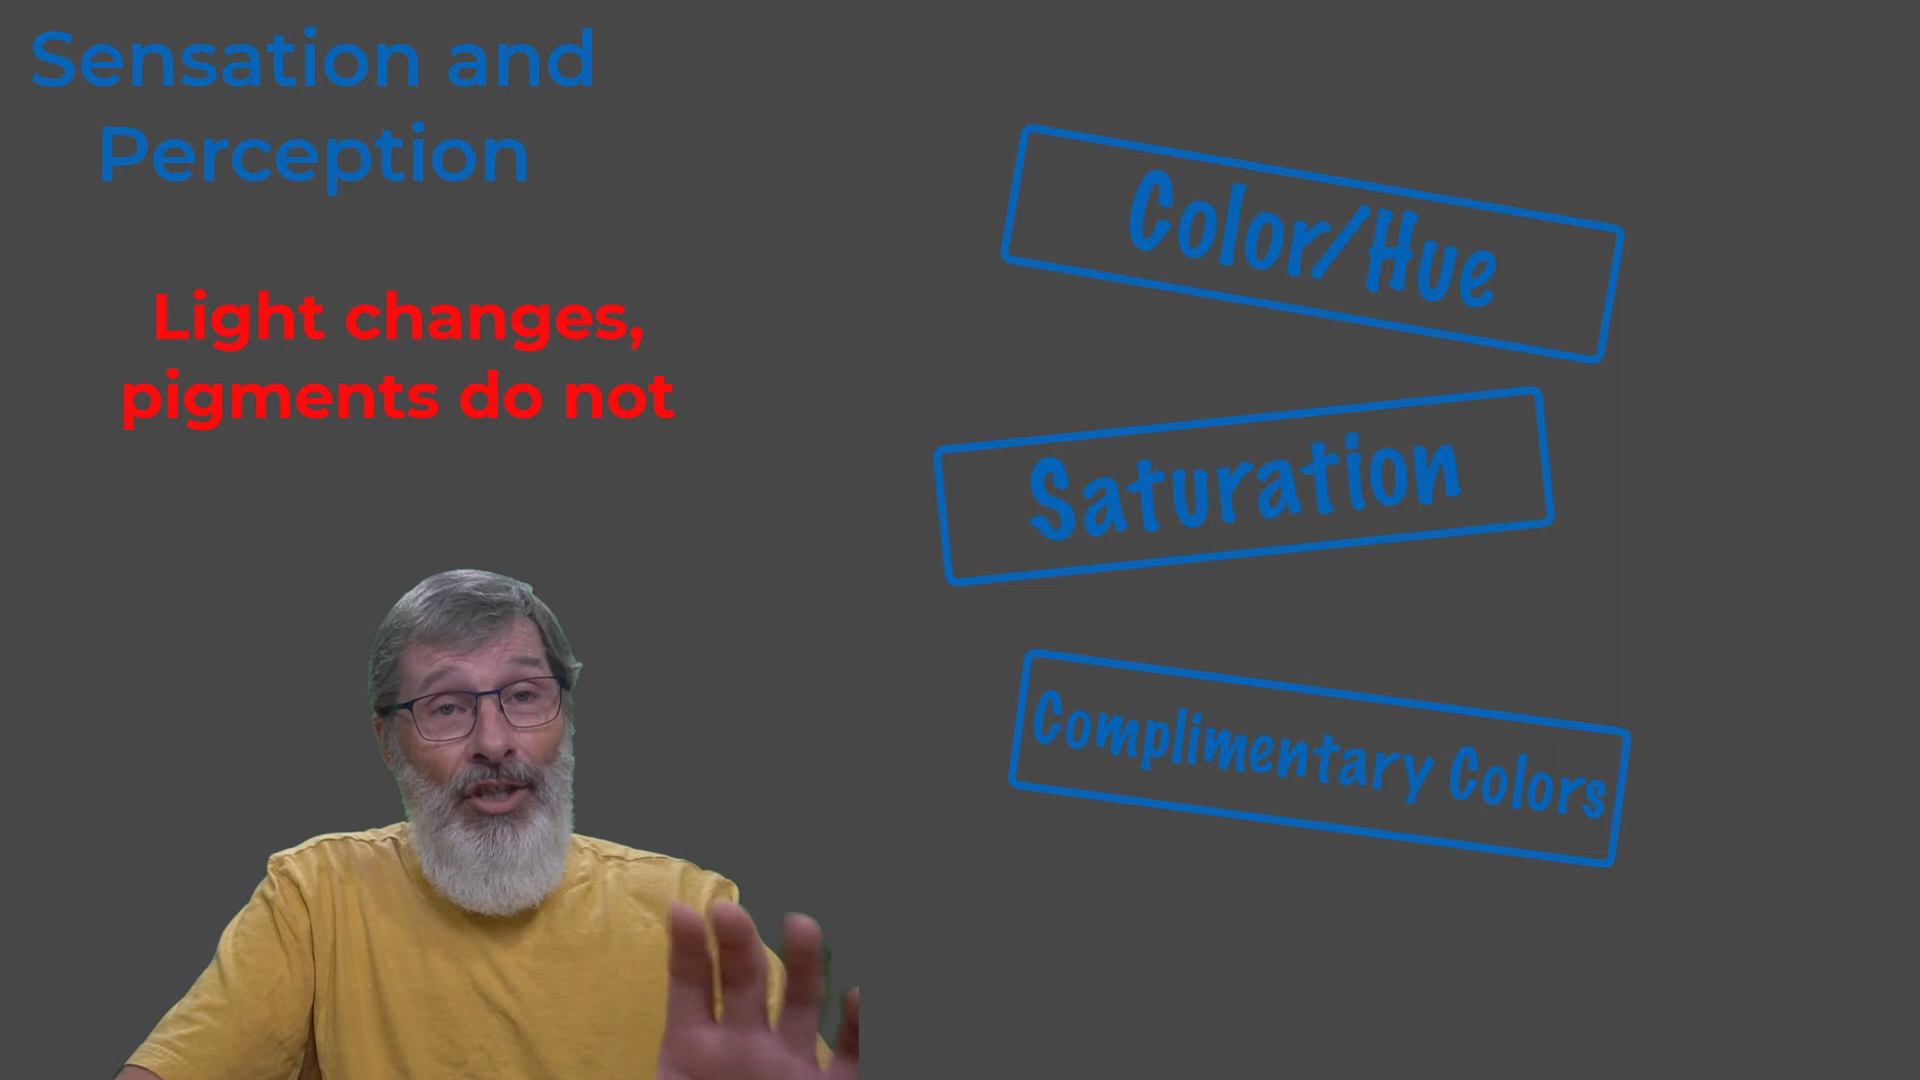 Sensation and
Perception
Light changes,
pigments do not
Color/Hue
Saturation
Complimentary Colors